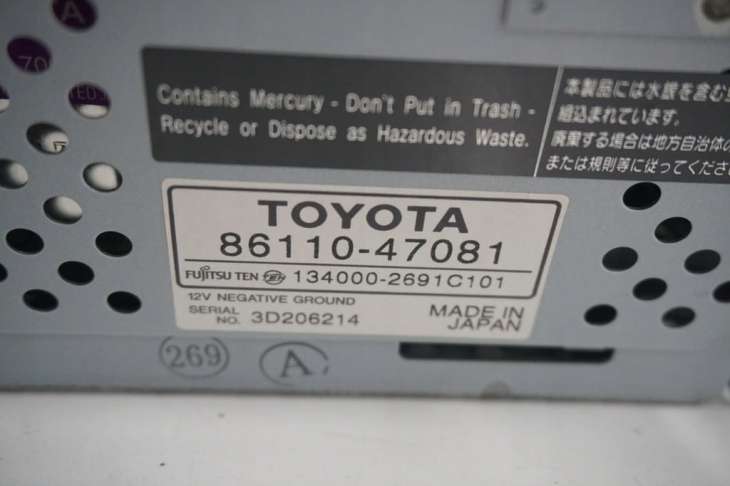 A
70
Contains Mercury - Don't Put in Trash -
Recycle or Dispose as Hazardous Waste.
本製品には水銀を含む
組込まれています。
廃棄する場合は地方自治体の
または規則等に従ってくださ
TOYOTA
86110-47081
FUJITSU TEN 134000-2691C101
12V NEGATIVE GROUND
SERIAL NO. 3D206214
MADE IN JAPAN
269
A